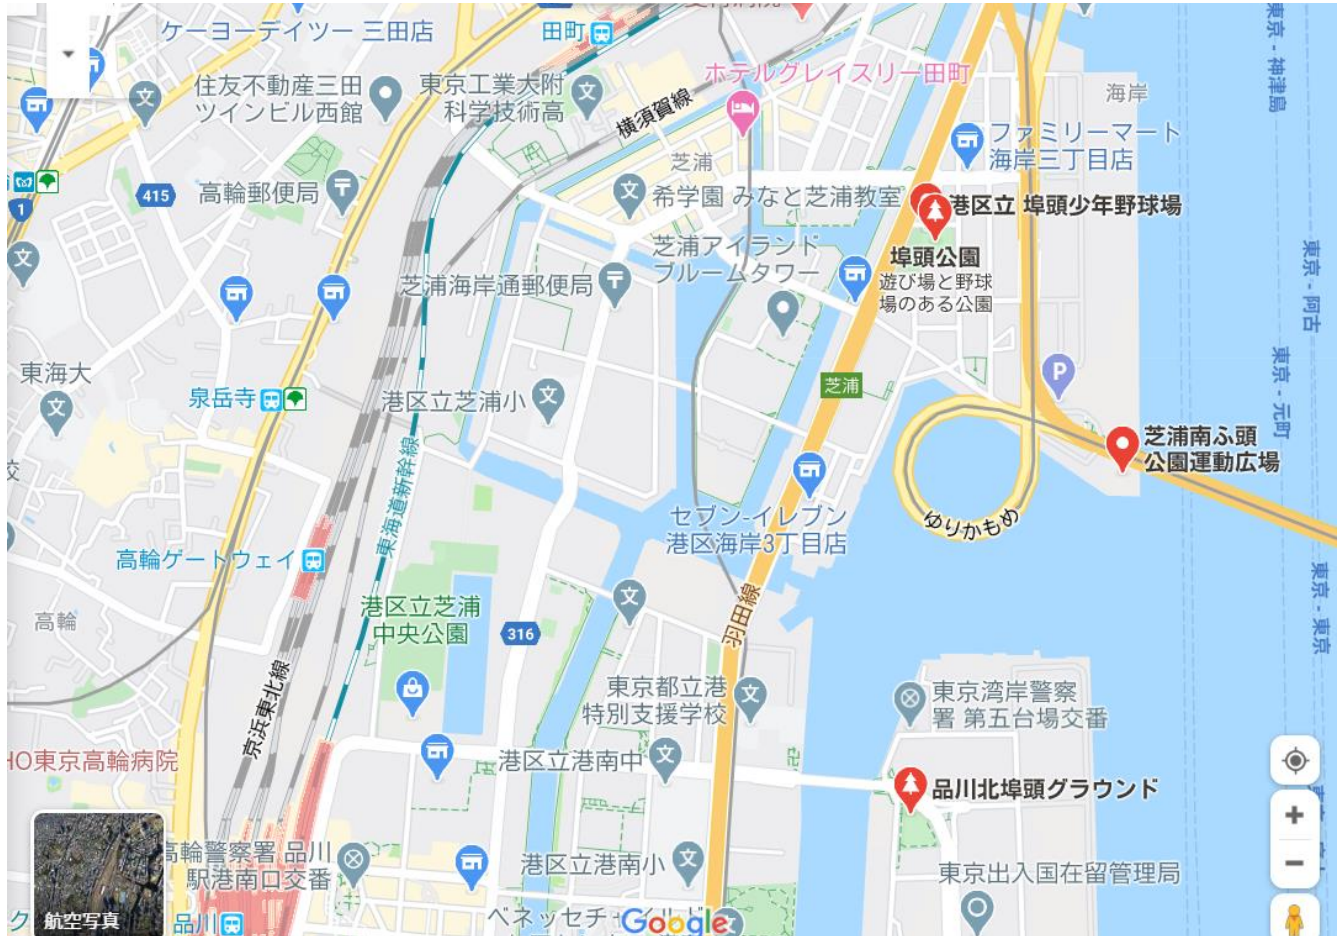 ケーヨーデイツー 三田店
田町
住友不動産三田
ツインビル西館
東京工業大附
科学技術高
ホテルグレイスリー田町
横須賀線
海岸
東京 - 神津島
ファミリーマート
海岸三丁目店
芝浦
415
高輪郵便局
1
希学園 みなと芝浦教室
港区立 埠頭少年野球場
芝浦アイランド
ブルームタワー
埠頭公園
遊び場と野球
場のある公園
芝浦海岸通郵便局
東京 - 阿古
東海大
泉岳寺
港区立芝浦小
芝浦
P
東京 - 元町
芝浦南ふ頭
公園運動広場
校
東海道新幹線
セブン-イレブン
港区海岸3丁目店
ゆりかもめ
高輪ゲートウェイ
東京 - 東京
高輪
港区立芝浦
中央公園
316
羽田線
京浜東北線
東京都立港
特別支援学校
東京湾岸警察
署 第五台場交番
HO東京高輪病院
港区立港南中
品川北埠頭グラウンド
高輪警察署 品川
駅港南口交番
港区立港南小
東京出入国在留管理局
航空写真
品川
Google